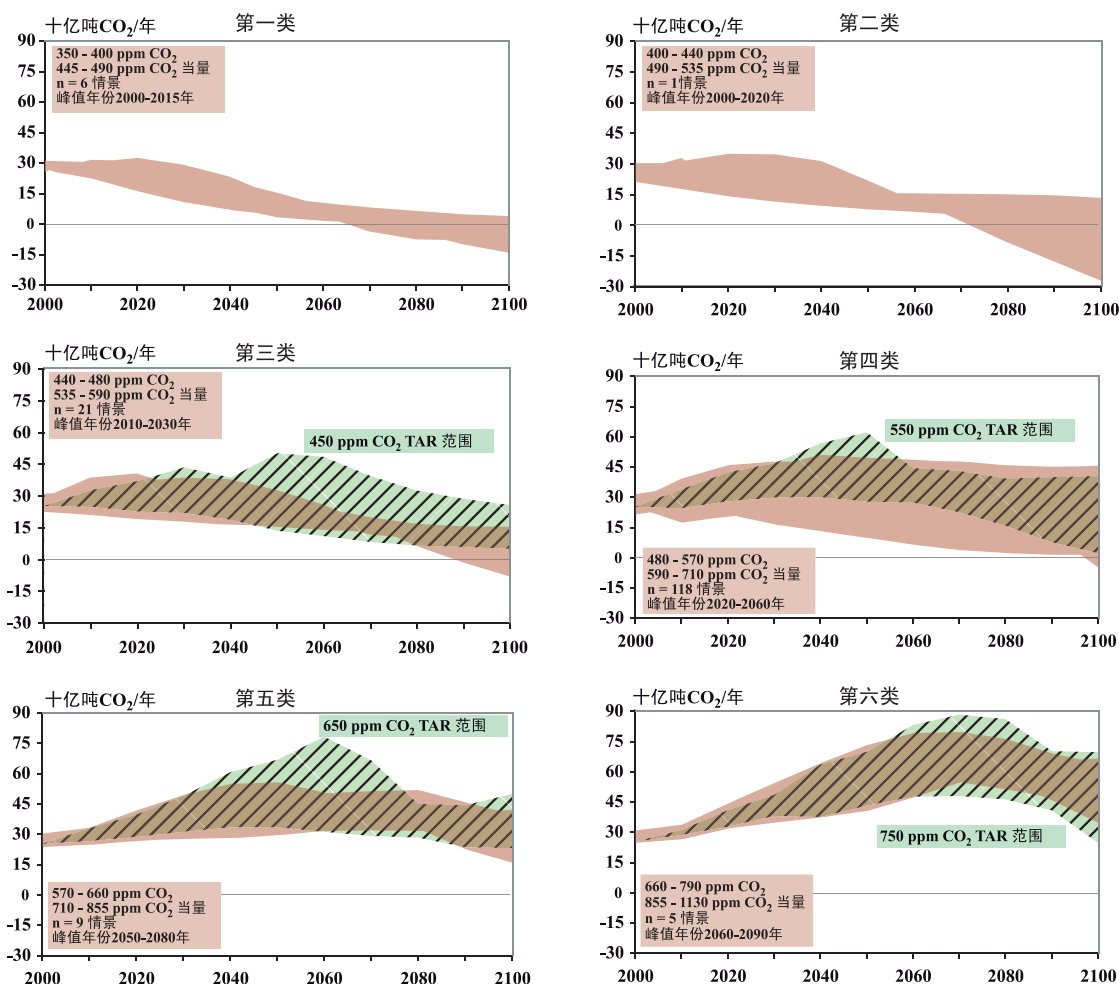 十亿吨CO₂/年
第一类
350 - 400 ppm CO₂
445 - 490 ppm CO₂ 当量
n = 6 情景
峰值年份2000-2015年
90
75
60
45
30
15
0
-15
-30
2000 2020 2040 2060 2080 2100
十亿吨CO₂/年
第二类
400 - 440 ppm CO₂
490 - 535 ppm CO₂ 当量
n = 1情景
峰值年份2000-2020年
90
75
60
45
30
15
0
-15
-30
2000 2020 2040 2060 2080 2100
十亿吨CO₂/年
第三类
440 - 480 ppm CO₂
535 - 590 ppm CO₂ 当量
n = 21 情景
峰值年份2010-2030年
450 ppm CO₂ TAR 范围
90
75
60
45
30
15
0
-15
-30
2000 2020 2040 2060 2080 2100
十亿吨CO₂/年
第四类
550 ppm CO₂ TAR 范围
480 - 570 ppm CO₂
590 - 710 ppm CO₂ 当量
n = 118 情景
峰值年份2020-2060年
90
75
60
45
30
15
0
-15
-30
2000 2020 2040 2060 2080 2100
十亿吨CO₂/年
第五类
650 ppm CO₂ TAR 范围
570 - 660 ppm CO₂
710 - 855 ppm CO₂ 当量
n = 9 情景
峰值年份2050-2080年
90
75
60
45
30
15
0
-15
-30
2000 2020 2040 2060 2080 2100
十亿吨CO₂/年
第六类
750 ppm CO₂ TAR 范围
660 - 790 ppm CO₂
855 - 1130 ppm CO₂ 当量
n = 5 情景
峰值年份2060-2090年
90
75
60
45
30
15
0
-15
-30
2000 2020 2040 2060 2080 2100